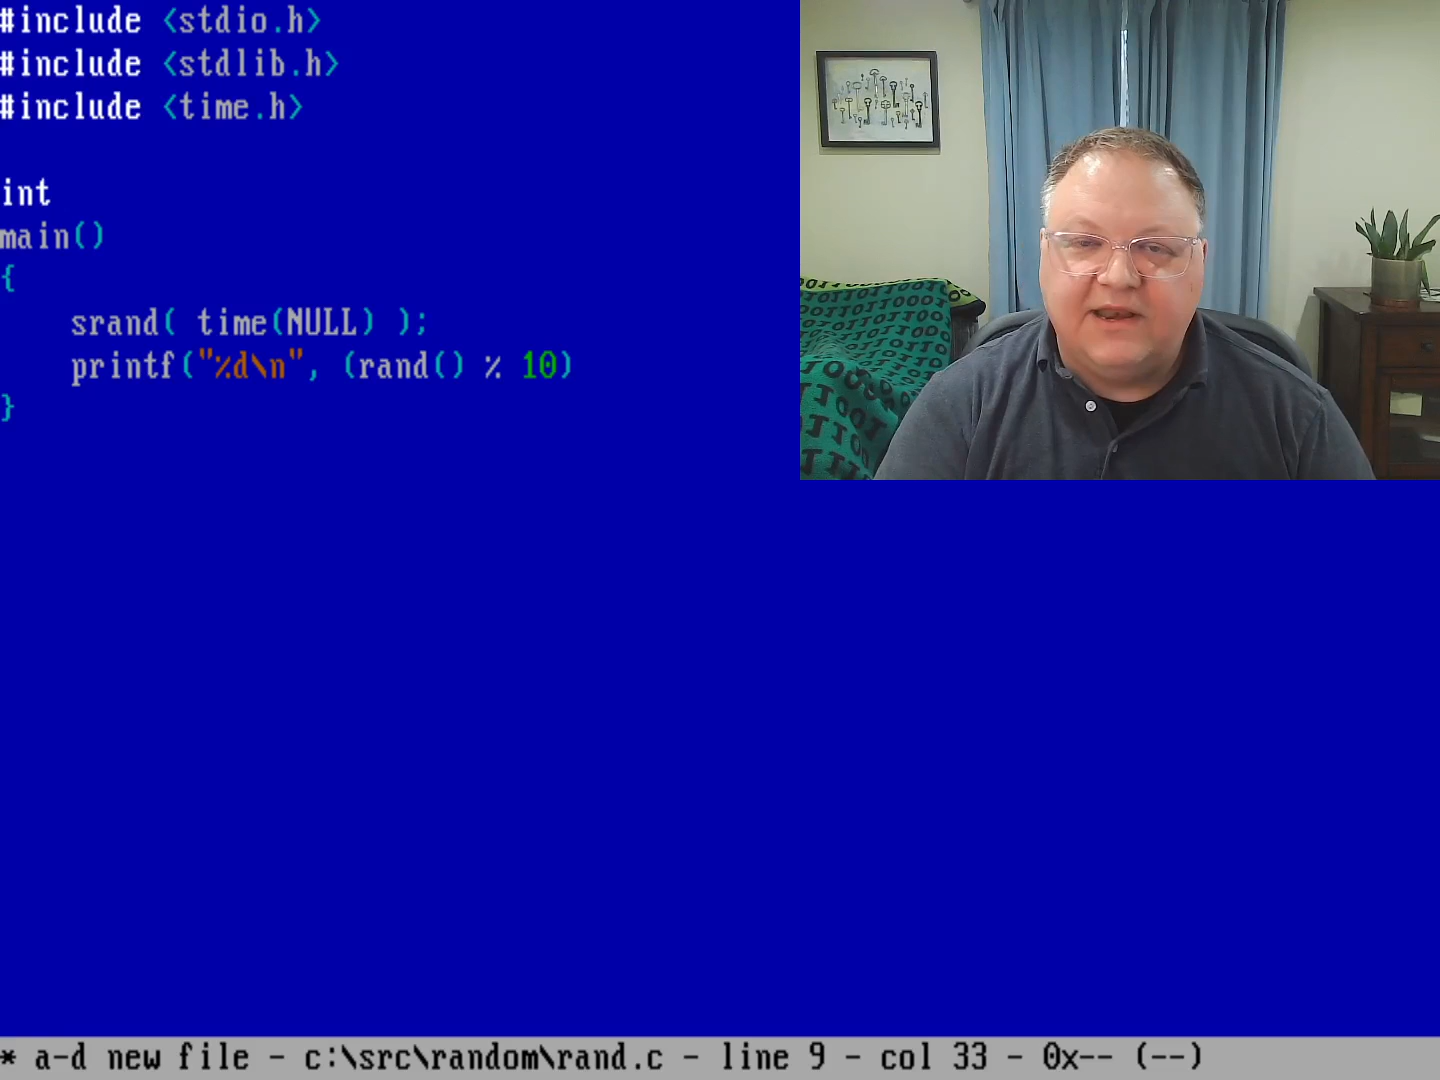 #include <stdio.h>
#include <stdlib.h>
#include <time.h>
int
main()
{
    srand( time(NULL) );
    printf("%d\n", (rand() % 10)
}
* a-d new file - c:\src\random\rand.c - line 9 - col 33 - 0x-- (--)